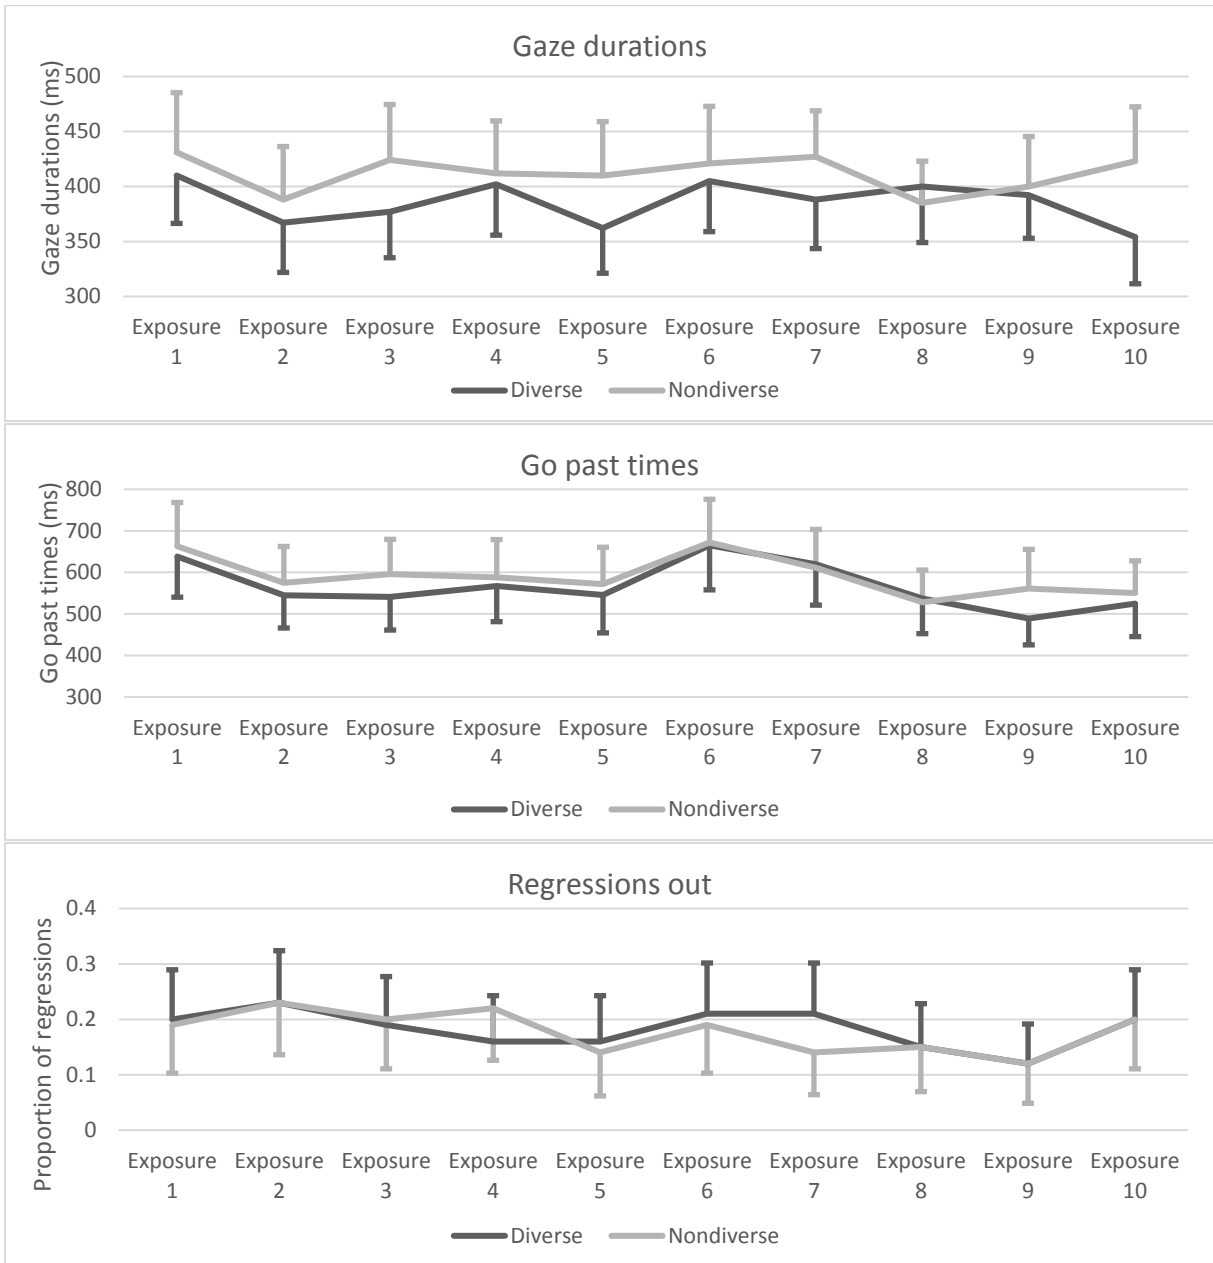 Gaze durations
Gaze durations (ms)
500
450
400
350
300
Exposure 1 Exposure 2 Exposure 3 Exposure 4 Exposure 5 Exposure 6 Exposure 7 Exposure 8 Exposure 9 Exposure 10
Diverse Nondiverse
Go past times
Go past times (ms)
800
700
600
500
400
300
Exposure 1 Exposure 2 Exposure 3 Exposure 4 Exposure 5 Exposure 6 Exposure 7 Exposure 8 Exposure 9 Exposure 10
Diverse Nondiverse
Regressions out
Proportion of regressions
0.4
0.3
0.2
0.1
0
Exposure 1 Exposure 2 Exposure 3 Exposure 4 Exposure 5 Exposure 6 Exposure 7 Exposure 8 Exposure 9 Exposure 10
Diverse Nondiverse